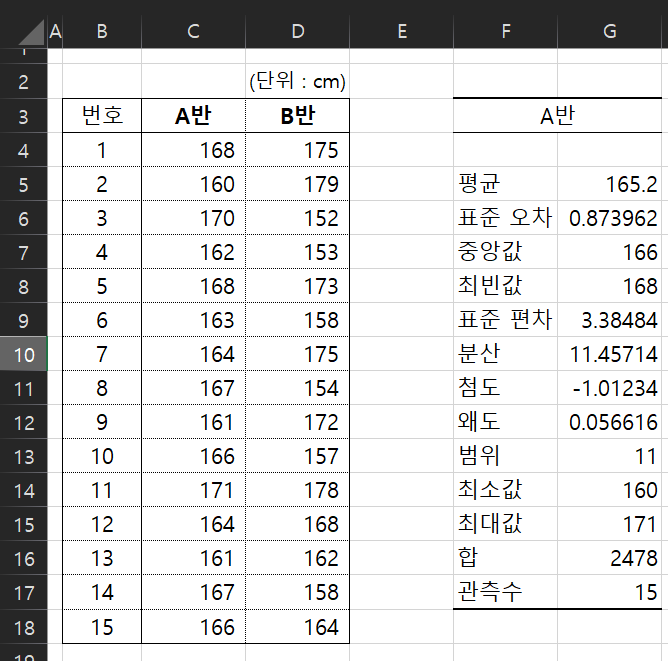 A B C D E F G
1
2 (단위 : cm)
3 번호 A반 B반 A반
4 1 168 175
5 2 160 179 평균 165.2
6 3 170 152 표준 오차 0.873962
7 4 162 153 중앙값 166
8 5 168 173 최빈값 168
9 6 163 158 표준 편차 3.38484
10 7 164 175 분산 11.45714
11 8 167 154 첨도 -1.01234
12 9 161 172 왜도 0.056616
13 10 166 157 범위 11
14 11 171 178 최소값 160
15 12 164 168 최대값 171
16 13 161 162 합 2478
17 14 167 158 관측수 15
18 15 166 164
19